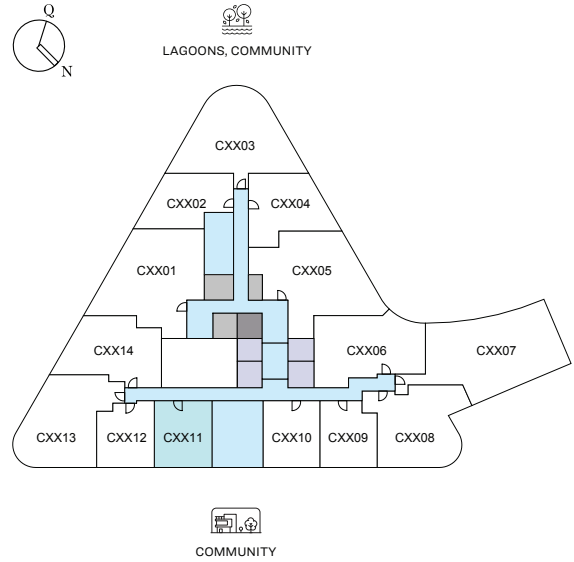 Q
N
LAGOONS, COMMUNITY
CXX03
CXX02
CXX04
CXX01
CXX05
CXX14
CXX06
CXX07
CXX13
CXX12
CXX11
CXX10
CXX09
CXX08
COMMUNITY